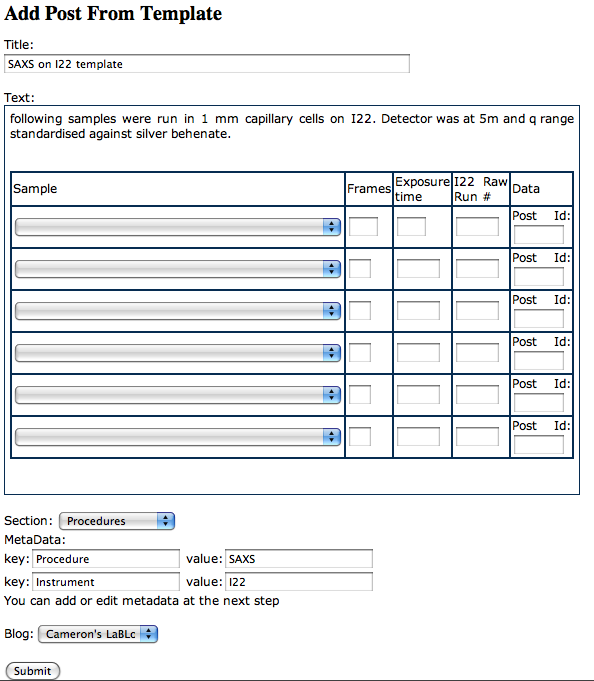 Add Post From Template
Title:
SAXS on I22 template
Text:
following samples were run in 1 mm capillary cells on I22. Detector was at 5m and q range
standardised against silver behenate.
Sample Frames Exposure time I22 Raw Run # Data
Post Id:
Post Id:
Post Id:
Post Id:
Post Id:
Post Id:
Section: Procedures
MetaData:
key: Procedure value: SAXS
key: Instrument value: I22
You can add or edit metadata at the next step
Blog: Cameron's LaBLc
Submit